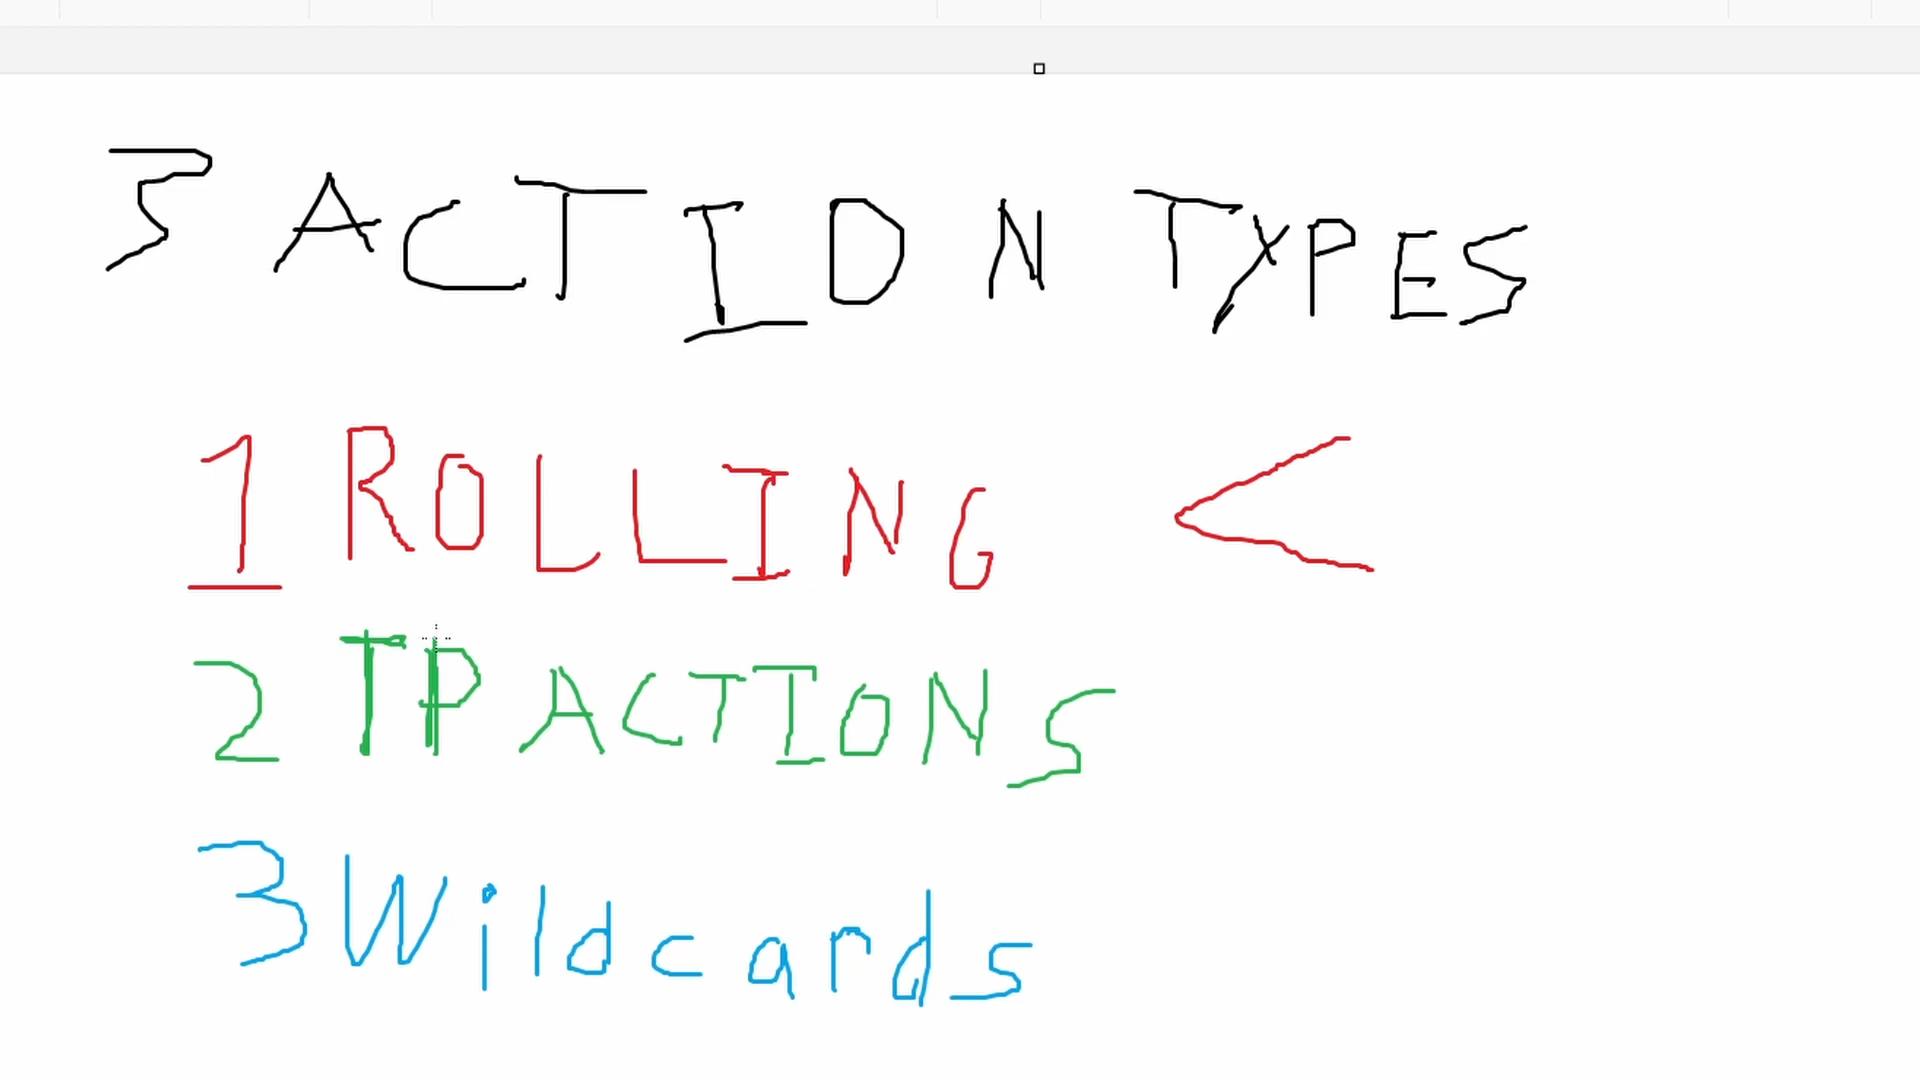 3 ACTION TYPES
1 ROLLING <
2 TP ACTIONS
3 Wildcards